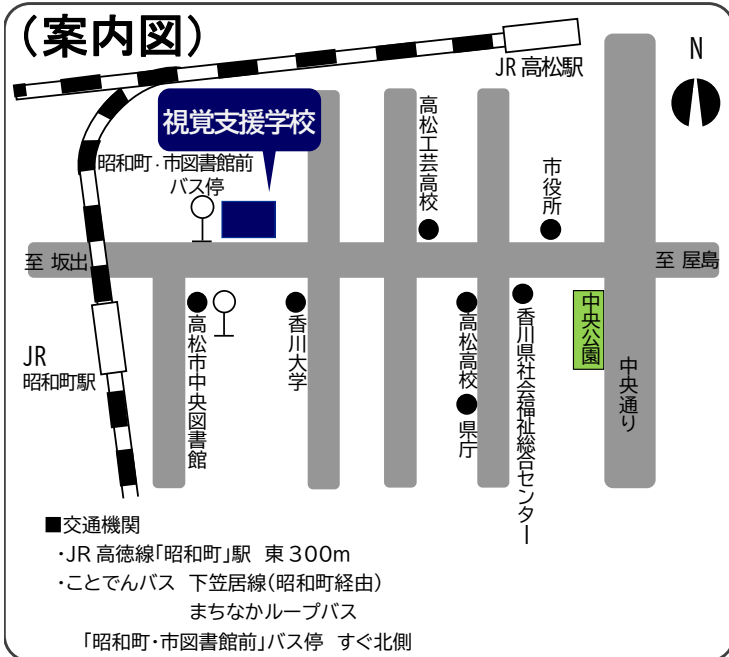 （案内図）
JR 高松駅
N
視覚支援学校
高松工芸高校
市役所
昭和町・市図書館前
バス停
至 坂出
至 屋島
JR
昭和町駅
高松市中央図書館
香川大学
高松高校
県庁
香川県社会福祉総合センター
中央公園
中央通り
■交通機関
・JR 高徳線「昭和町」駅 東 300m
・ことでんバス 下笠居線(昭和町経由)
まちなかループバス
「昭和町・市図書館前」バス停 すぐ北側